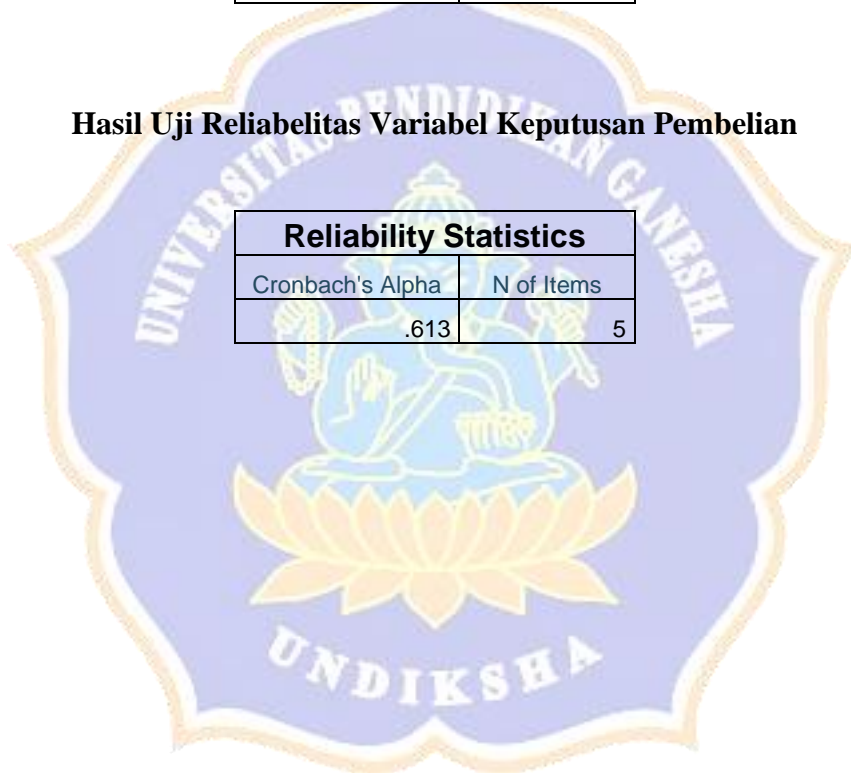 Hasil Uji Reliabelitas Variabel Keputusan Pembelian
UNIVERSITAS PENDIDIKAN GANESHA
Reliability Statistics
Cronbach's Alpha N of Items
.613 5
UNDIKSHA